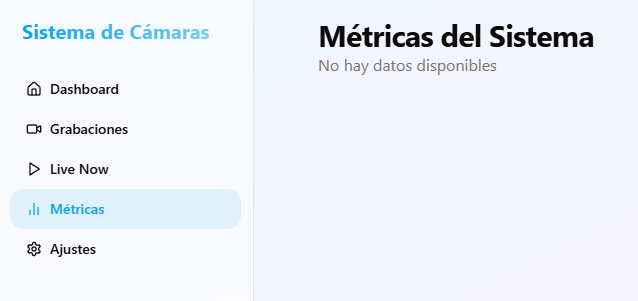 Sistema de Cámaras
Dashboard
Grabaciones
Live Now
Métricas
Ajustes
Métricas del Sistema
No hay datos disponibles